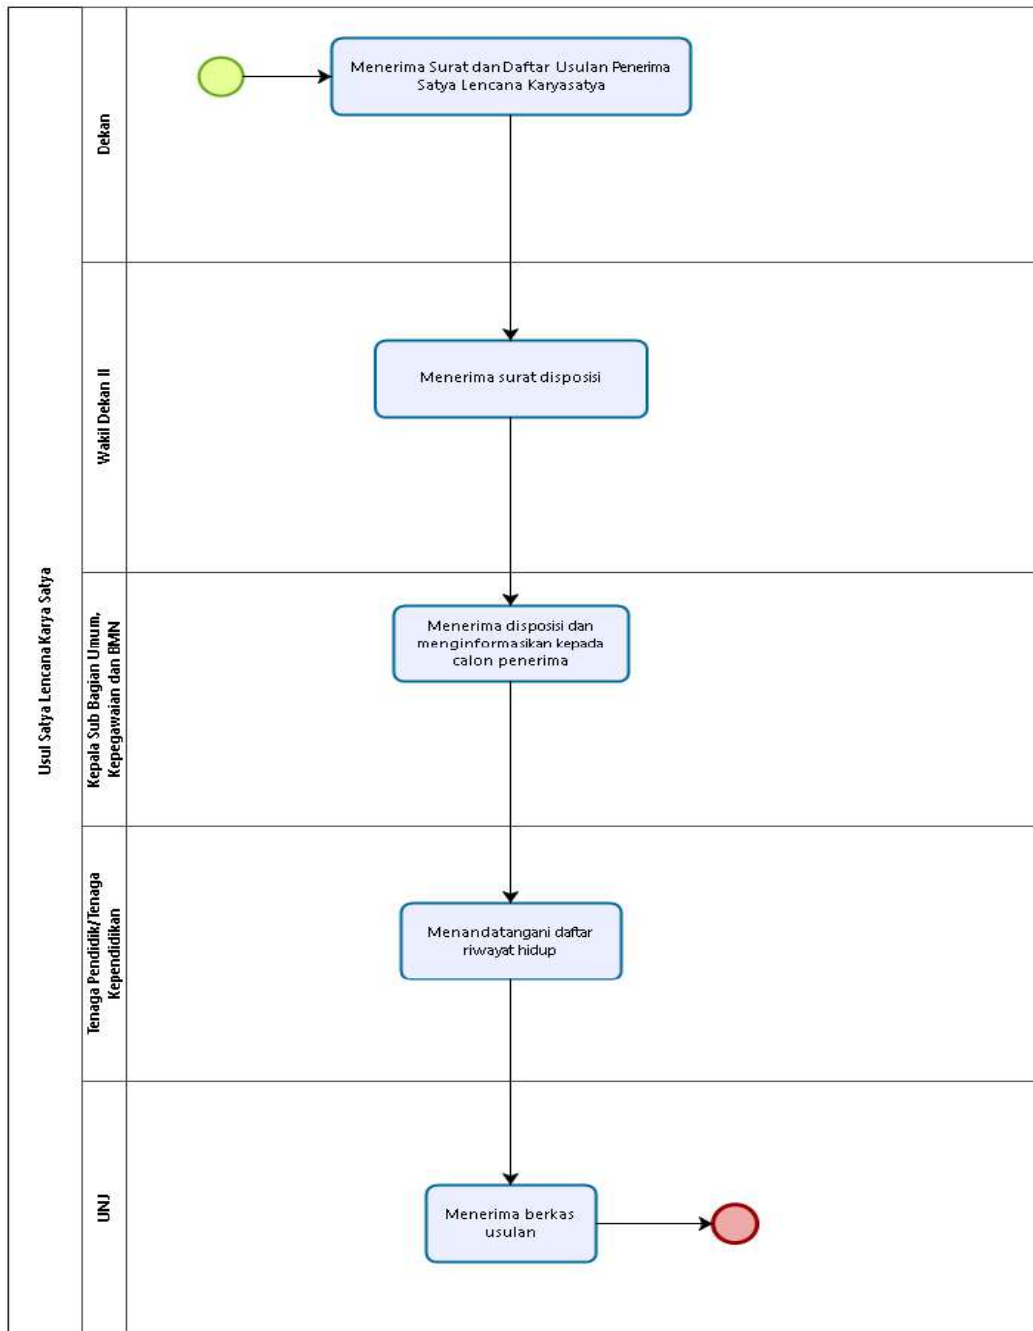 Usul Satya Lencana Karya Satya
Dekan
Menerima Surat dan Daftar Usulan Penerima
Satya Lencana Karyasatya
Wakil Dekan II
Menerima surat disposisi
Kepala Sub Bagian Umum,
Kepegawaian dan BMN
Menerima disposisi dan
menginformasikan kepada
calon penerima
Tenaga Pendidik/Tenaga
Kependidikan
Menandatangani daftar
riwayat hidup
UNJ
Menerima berkas
usulan